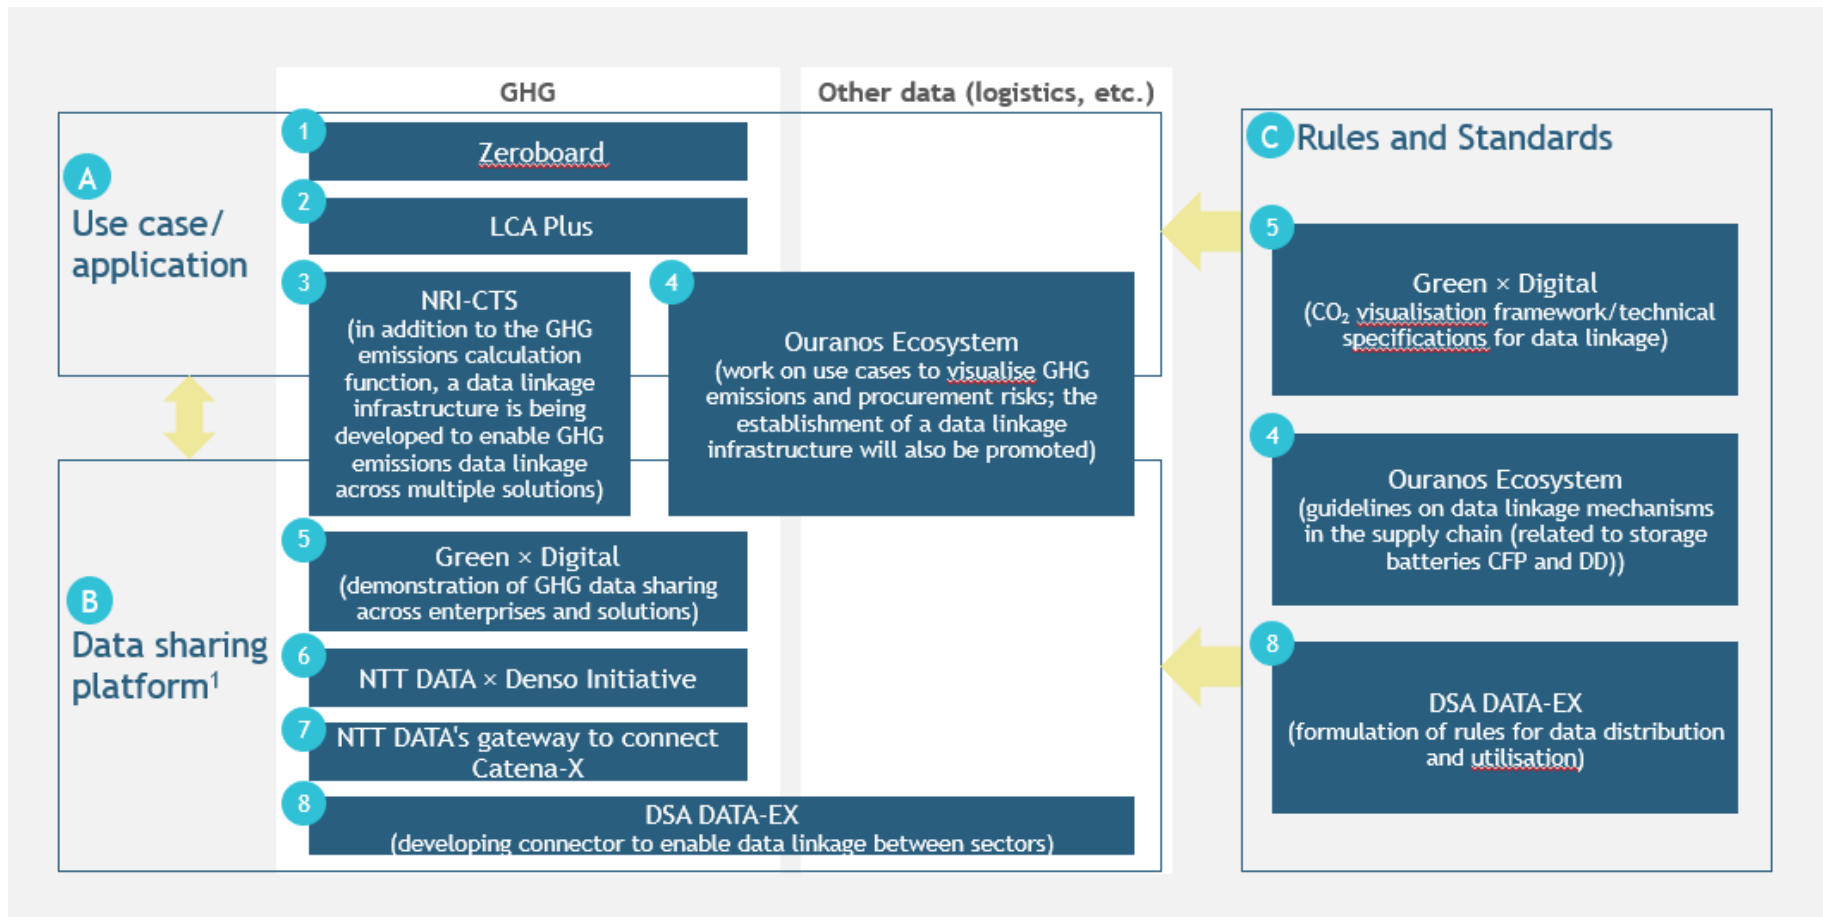 GHG
Other data (logistics, etc.)
A
Use case/
application
1
Zeroboard
2
LCA Plus
3
NRI-CTS
(in addition to the GHG
emissions calculation
function, a data linkage
infrastructure is being
developed to enable GHG
emissions data linkage
across multiple solutions)
4
Ouranos Ecosystem
(work on use cases to visualise GHG
emissions and procurement risks; the
establishment of a data linkage
infrastructure will also be promoted)
B
Data sharing
platform¹
5
Green × Digital
(demonstration of GHG data sharing
across enterprises and solutions)
6
NTT DATA × Denso Initiative
7
NTT DATA's gateway to connect
Catena-X
8
DSA DATA-EX
(developing connector to enable data linkage between sectors)
C Rules and Standards
5
Green × Digital
(CO₂ visualisation framework/technical
specifications for data linkage)
4
Ouranos Ecosystem
(guidelines on data linkage mechanisms
in the supply chain (related to storage
batteries CFP and DD))
8
DSA DATA-EX
(formulation of rules for data distribution
and utilisation)